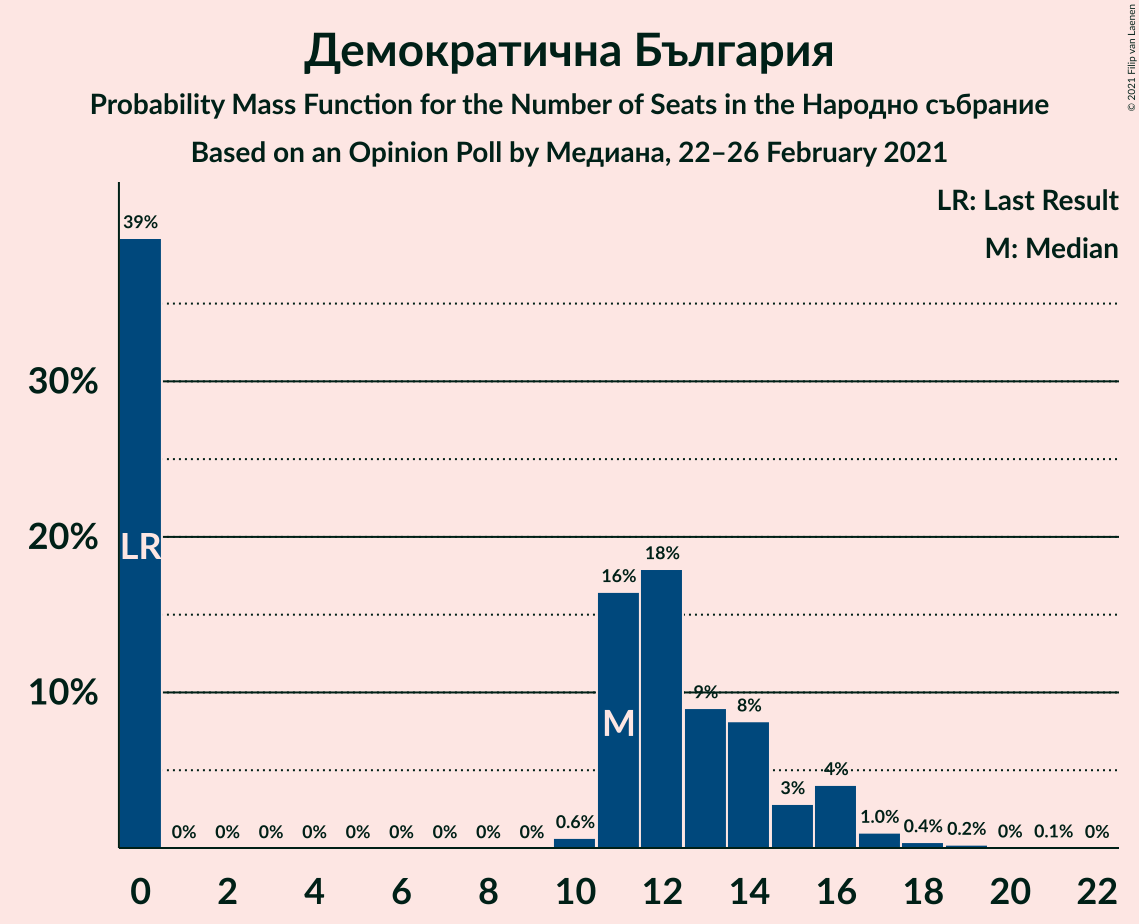 Демократична България
Probability Mass Function for the Number of Seats in the Народно събрание
Based on an Opinion Poll by Медиана, 22–26 February 2021
© 2021 Filip van Laenen
LR: Last Result
M: Median
39%
30%
20%
10%
LR
M
0% 0% 0% 0% 0% 0% 0% 0% 0% 0.6% 16% 18% 9% 8% 3% 4% 1.0% 0.4% 0.2% 0% 0.1% 0%
0 2 4 6 8 10 12 14 16 18 20 22